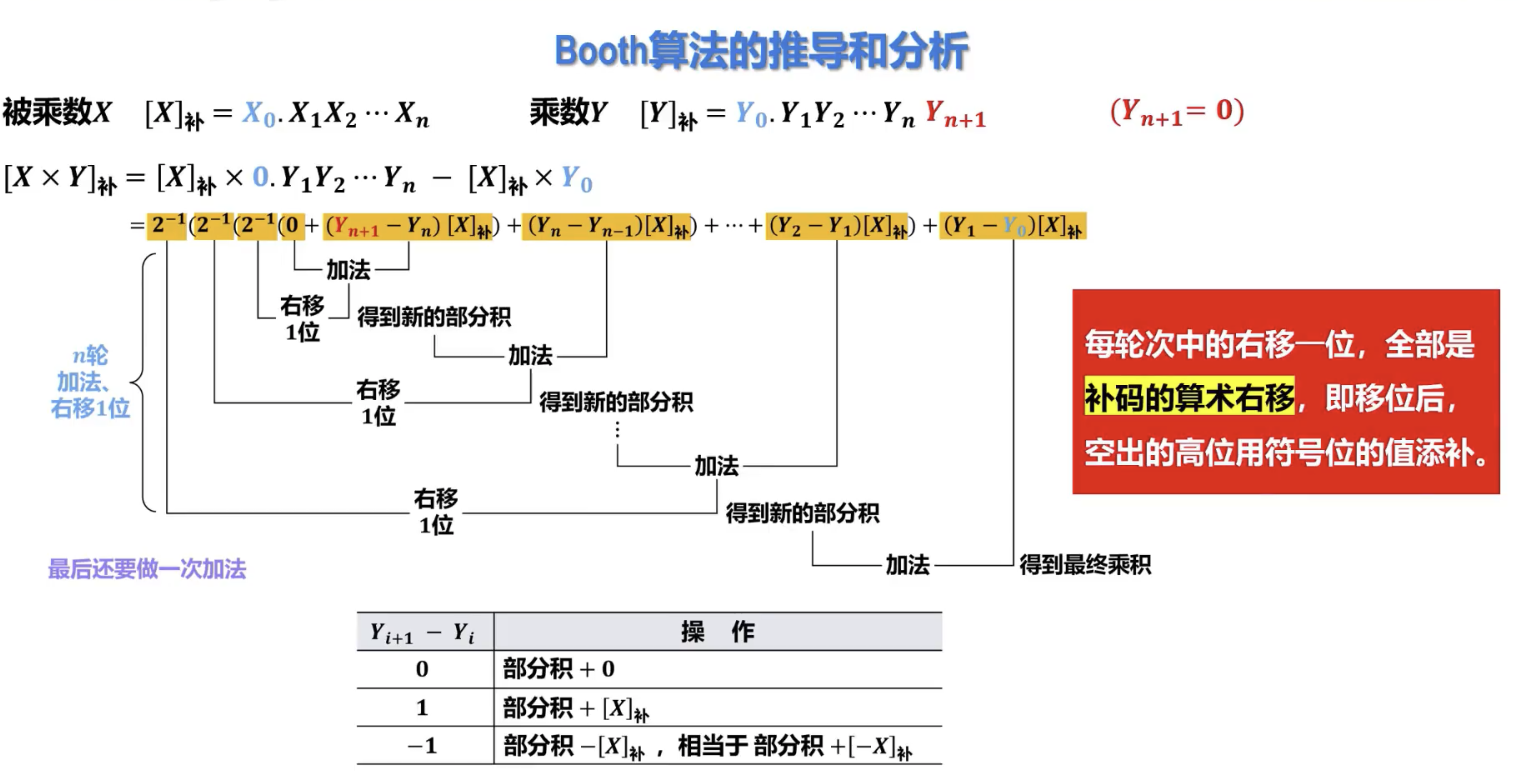 Booth算法的推导和分析
被乘数X [X]补 = X0.X1X2⋯Xn 乘数Y [Y]补 = Y0.Y1Y2⋯Yn Yn+1 (Yn+1= 0)
[X × Y]补 = [X]补 × 0.Y1Y2⋯Yn − [X]补 × Y0
= 2−1(2−1(2−1(0 + (Yn+1 − Yn) [X]补) + (Yn − Yn−1)[X]补) + ⋯ + (Y2 − Y1)[X]补) + (Y1 − Y0)[X]补
加法
右移
1位
得到新的部分积
加法
右移
1位
得到新的部分积
⋮
加法
右移
1位
得到新的部分积
加法
得到最终乘积
n轮
加法、
右移1位
最后还要做一次加法
每轮次中的右移一位，全部是
补码的算术右移，即移位后，
空出的高位用符号位的值添补。
Yi+1 − Yi 操 作
0 部分积 + 0
1 部分积 + [X]补
−1 部分积 −[X]补 ，相当于 部分积 +[−X]补